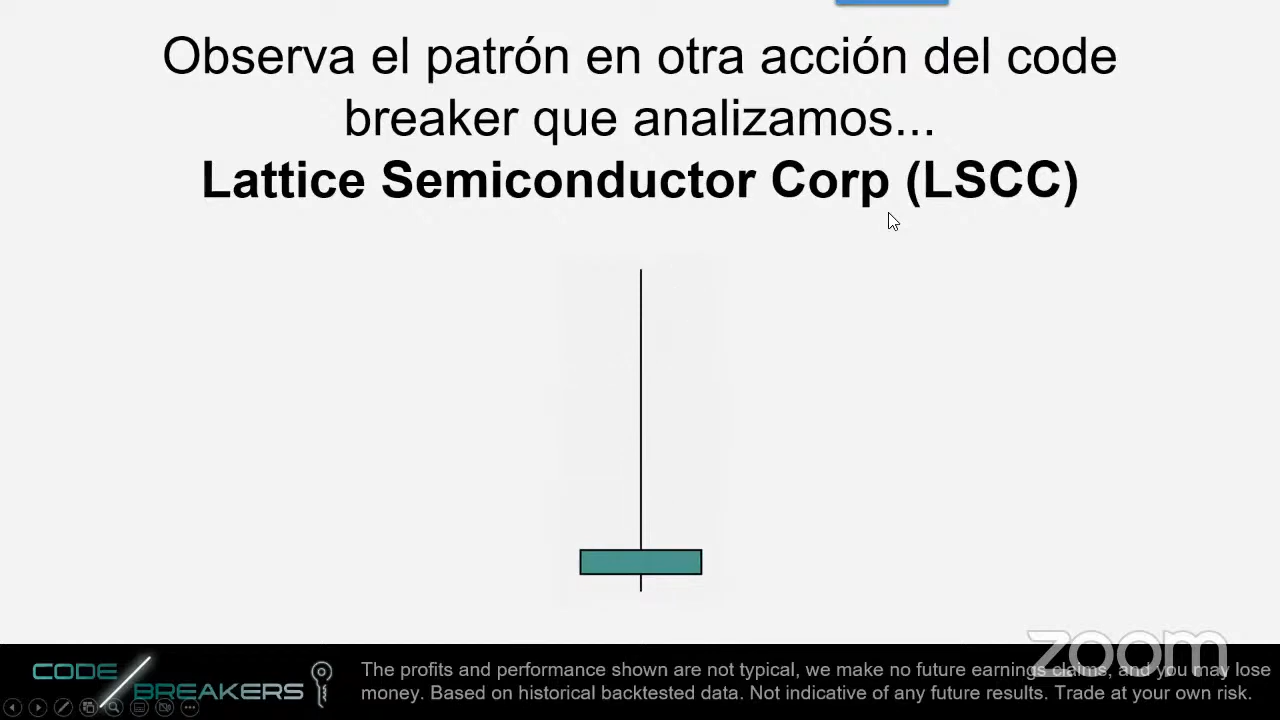 Observa el patrón en otra acción del code
breaker que analizamos...
Lattice Semiconductor Corp (LSCC)
zoom
CODE
BREAKERS
The profits and performance shown are not typical, we make no future earnings claims, and you may lose
money. Based on historical backtested data. Not indicative of any future results. Trade at your own risk.